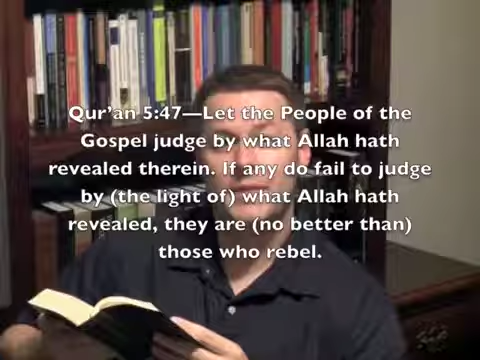 Qur’an 5:47—Let the People of the
Gospel judge by what Allah hath
revealed therein. If any do fail to judge
by (the light of) what Allah hath
revealed, they are (no better than)
those who rebel.